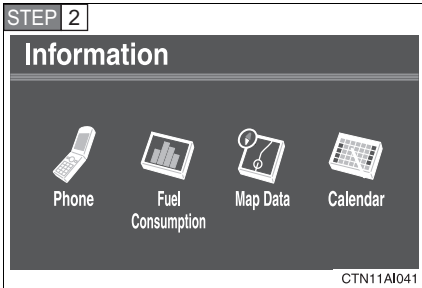 STEP 2
Information
Phone
Fuel
Consumption
Map Data
Calendar
CTN11AI041